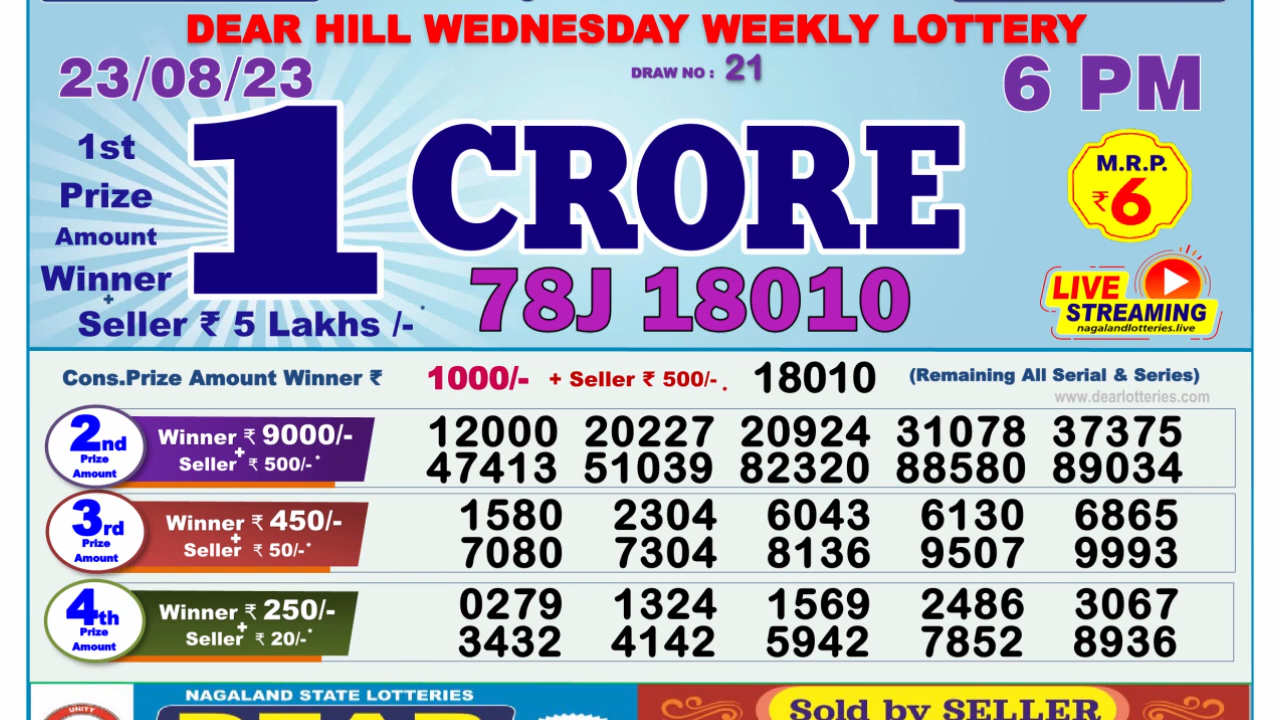 DEAR HILL WEDNESDAY WEEKLY LOTTERY
23/08/23
DRAW NO : 21
6 PM
1st
Prize
Amount
Winner
+
Seller ₹ 5 Lakhs /- *
1 CRORE
78J 18010
M.R.P.
₹6
LIVE
STREAMING
nagalandlotteries.live
Cons.Prize Amount Winner ₹ 1000/- + Seller ₹ 500/- . 18010 (Remaining All Serial & Series)
www.dearlotteries.com
2nd
Prize
Amount
Winner ₹ 9000/-
+
Seller ₹ 500/- *
12000 20227 20924 31078 37375
47413 51039 82320 88580 89034
3rd
Prize
Amount
Winner ₹ 450/-
+
Seller ₹ 50/- *
1580 2304 6043 6130 6865
7080 7304 8136 9507 9993
4th
Prize
Amount
Winner ₹ 250/-
+
Seller ₹ 20/- *
0279 1324 1569 2486 3067
3432 4142 5942 7852 8936
UNITY
NAGALAND STATE LOTTERIES
DEAR
Sold by SELLER